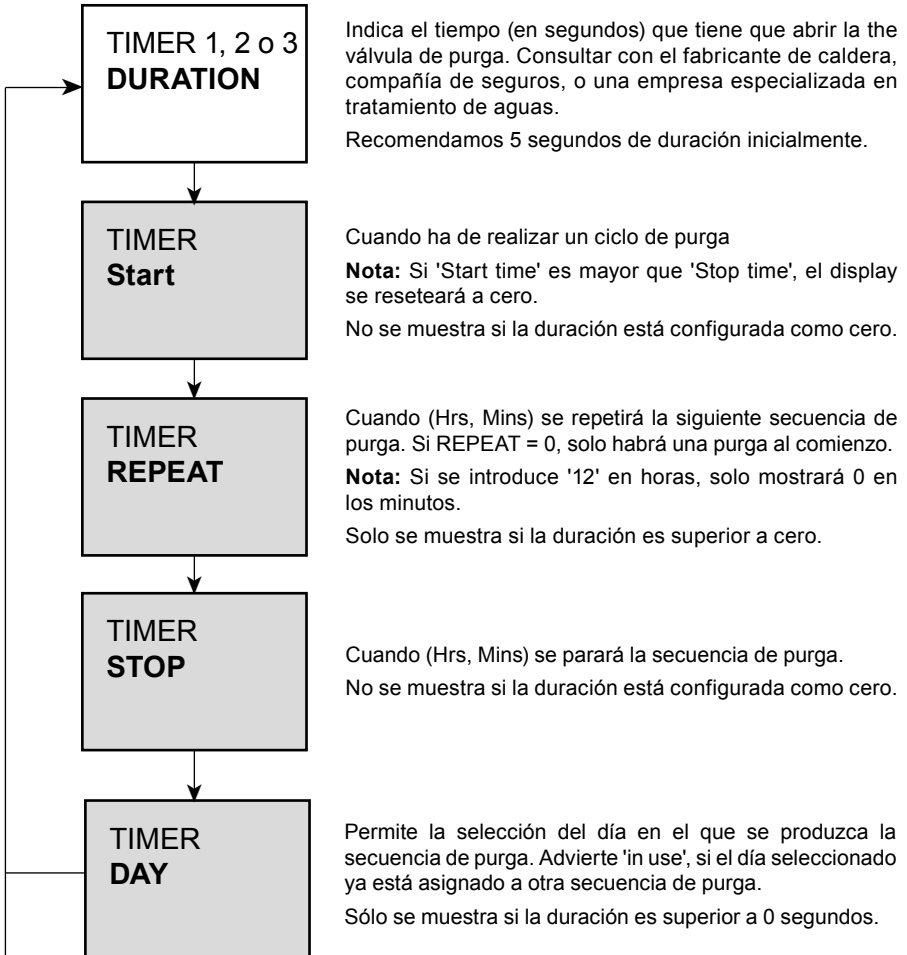 TIMER 1, 2 o 3
DURATION
Indica el tiempo (en segundos) que tiene que abrir la the
válvula de purga. Consultar con el fabricante de caldera,
compañía de seguros, o una empresa especializada en
tratamiento de aguas.
Recomendamos 5 segundos de duración inicialmente.
TIMER
Start
Cuando ha de realizar un ciclo de purga
Nota: Si 'Start time' es mayor que 'Stop time', el display
se reseteará a cero.
No se muestra si la duración está configurada como cero.
TIMER
REPEAT
Cuando (Hrs, Mins) se repetirá la siguiente secuencia de
purga. Si REPEAT = 0, solo habrá una purga al comienzo.
Nota: Si se introduce '12' en horas, solo mostrará 0 en
los minutos.
Solo se muestra si la duración es superior a cero.
TIMER
STOP
Cuando (Hrs, Mins) se parará la secuencia de purga.
No se muestra si la duración está configurada como cero.
TIMER
DAY
Permite la selección del día en el que se produzca la
secuencia de purga. Advierte 'in use', si el día seleccionado
ya está asignado a otra secuencia de purga.
Sólo se muestra si la duración es superior a 0 segundos.